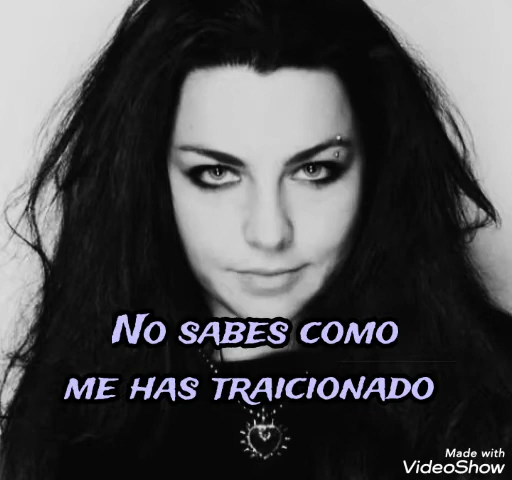 No sabes como
me has traicionado
Made with
VideoShow